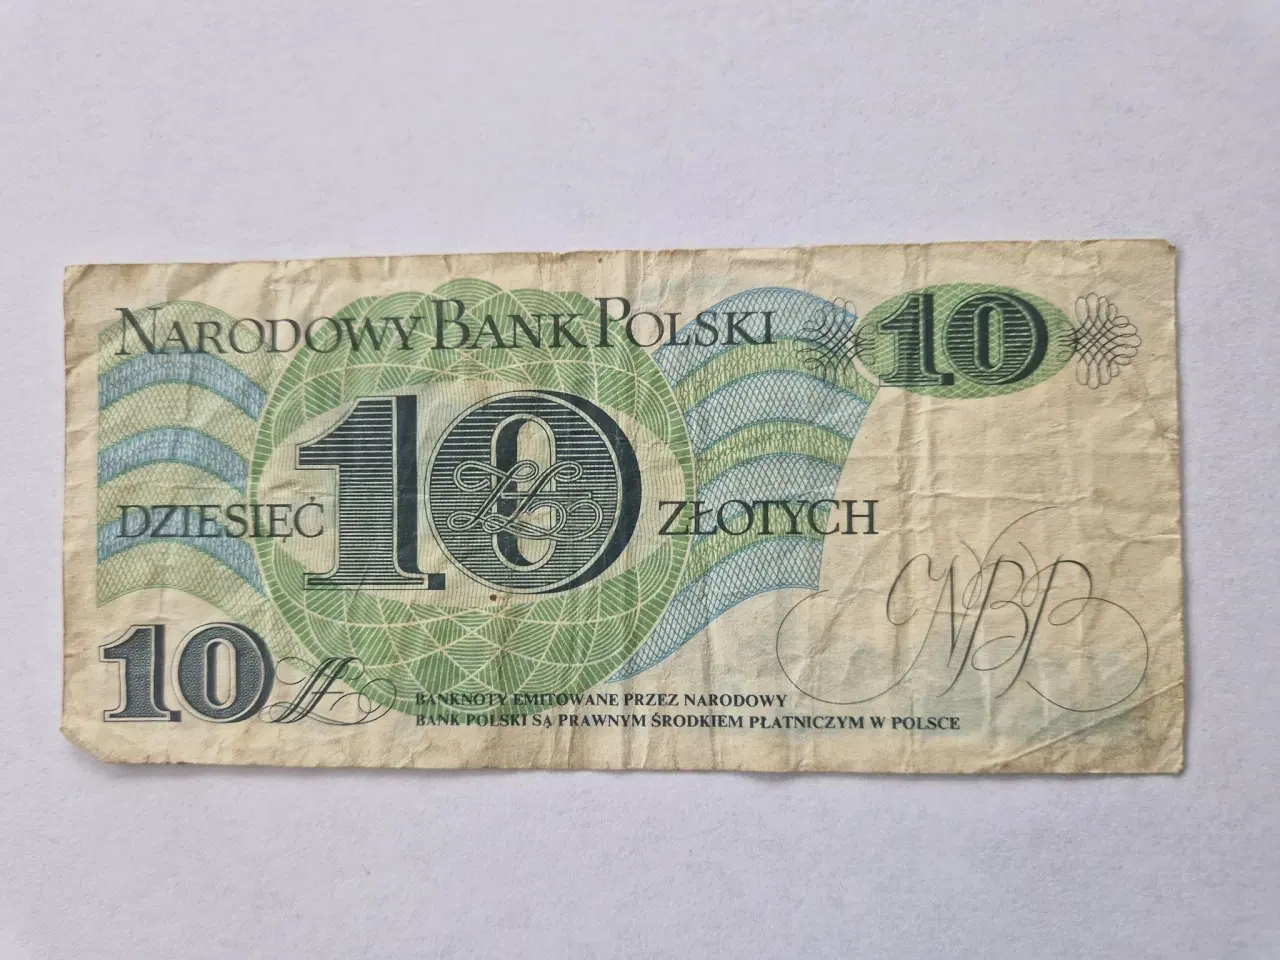 NARODOWY BANK POLSKI 10
DZIESIĘĆ 10 ZŁOTYCH
NBP
10 Zł
BANKNOTY EMITOWANE PRZEZ NARODOWY
BANK POLSKI SĄ PRAWNYM ŚRODKIEM PŁATNICZYM W POLSCE